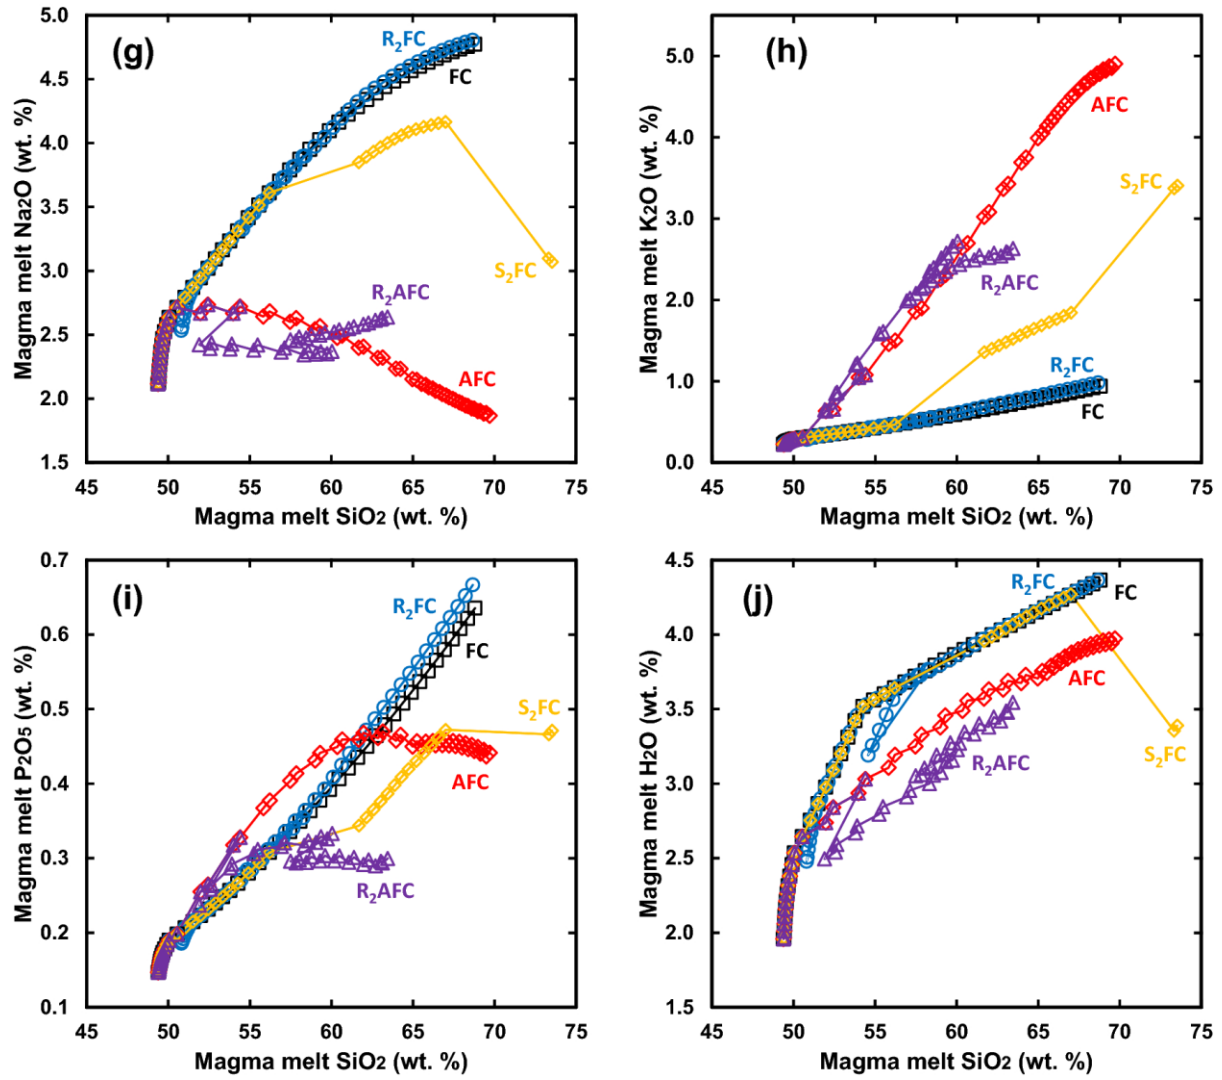 (g)
5.0
4.5
4.0
3.5
3.0
2.5
2.0
1.5
Magma melt Na2O (wt. %)
R2FC
FC
S2FC
R2AFC
AFC
45 50 55 60 65 70 75
Magma melt SiO2 (wt. %)
(h)
5.0
4.0
3.0
2.0
1.0
0.0
Magma melt K2O (wt. %)
AFC
S2FC
R2AFC
R2FC
FC
45 50 55 60 65 70 75
Magma melt SiO2 (wt. %)
(i)
0.7
0.6
0.5
0.4
0.3
0.2
0.1
Magma melt P2O5 (wt. %)
R2FC
FC
S2FC
AFC
R2AFC
45 50 55 60 65 70 75
Magma melt SiO2 (wt. %)
(j)
4.5
4.0
3.5
3.0
2.5
2.0
1.5
Magma melt H2O (wt. %)
R2FC
FC
AFC
S2FC
R2AFC
45 50 55 60 65 70 75
Magma melt SiO2 (wt. %)